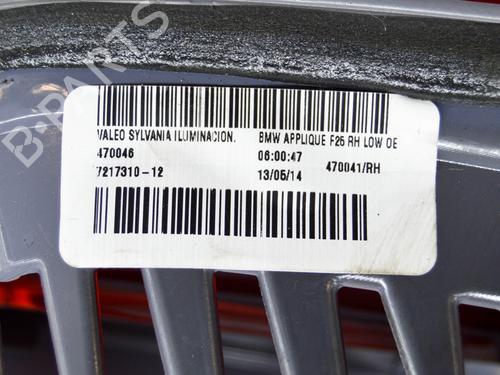 B-PARTS
VALEO SYLVANIA ILUMINACION. BMW APPLIQUE F25 RH LOW OE
470046 06:00:47 470041/RH
7217310-12 13/05/14